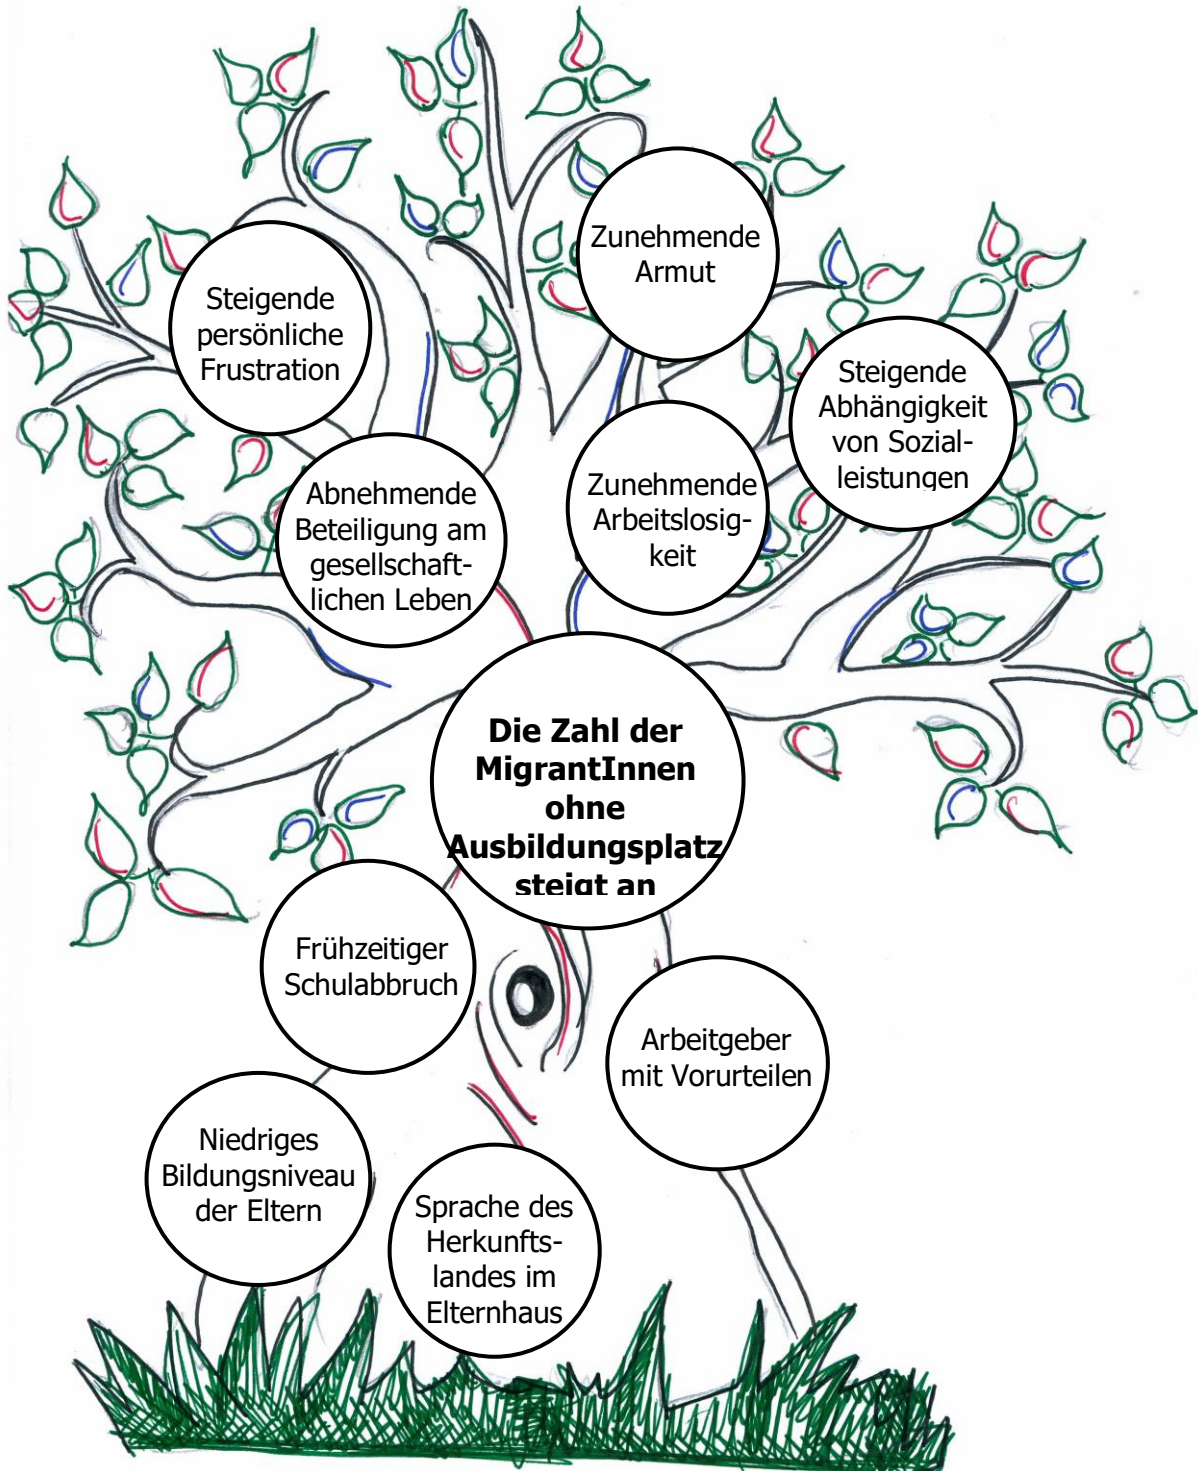 Zunehmende
Armut
Steigende
persönliche
Frustration
Steigende
Abhängigkeit
von Sozial-
leistungen
Abnehmende
Beteiligung am
gesellschaft-
lichen Leben
Zunehmende
Arbeitslosig-
keit
Die Zahl der
MigrantInnen
ohne
Ausbildungsplatz
steigt an
Frühzeitiger
Schulabbruch
Arbeitgeber
mit Vorurteilen
Niedriges
Bildungsniveau
der Eltern
Sprache des
Herkunfts-
landes im
Elternhaus